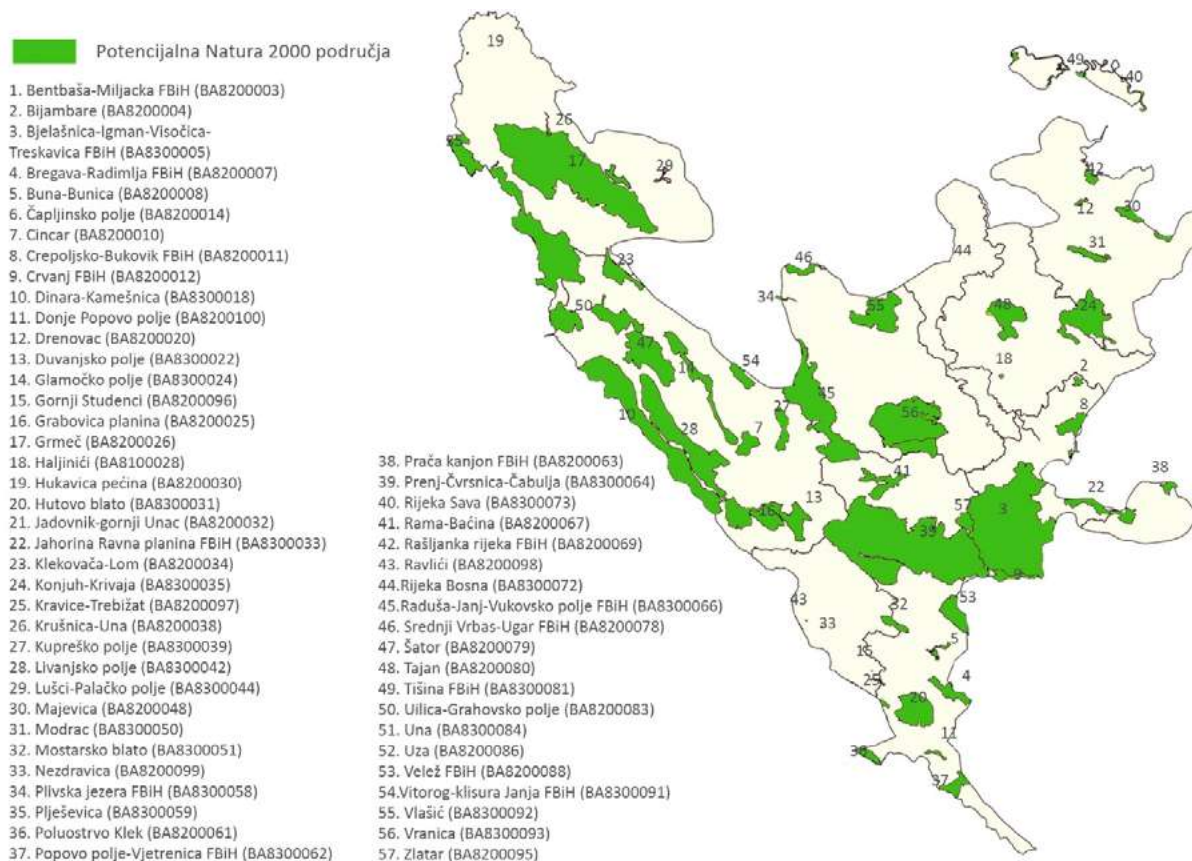 Potencijalna Natura 2000 područja
1. Bentbaša-Miljacka FBiH (BA8200003)
2. Bijambare (BA8200004)
3. Bjelašnica-Igman-Visočica-
Treskavica FBiH (BA8300005)
4. Bregava-Radimlja FBiH (BA8200007)
5. Buna-Bunica (BA8200008)
6. Čapljinsko polje (BA8200014)
7. Cincar (BA8200010)
8. Crepoljsko-Bukovik FBiH (BA8200011)
9. Crvanj FBiH (BA8200012)
10. Dinara-Kamešnica (BA8300018)
11. Donje Popovo polje (BA8200100)
12. Drenovac (BA8200020)
13. Duvanjsko polje (BA8300022)
14. Glamočko polje (BA8300024)
15. Gornji Studenci (BA8200096)
16. Grabovica planina (BA8200025)
17. Grmeč (BA8200026)
18. Haljinići (BA8100028)
19. Hukavica pećina (BA8200030)
20. Hutovo blato (BA8300031)
21. Jadovnik-gornji Unac (BA8200032)
22. Jahorina Ravna planina FBiH (BA8300033)
23. Klekovača-Lom (BA8200034)
24. Konjuh-Krivaja (BA8300035)
25. Kravice-Trebižat (BA8200097)
26. Krušnica-Una (BA8200038)
27. Kupreško polje (BA8300039)
28. Livanjsko polje (BA8300042)
29. Lušci-Palačko polje (BA8300044)
30. Majevica (BA8200048)
31. Modrac (BA8300050)
32. Mostarsko blato (BA8300051)
33. Nezdravica (BA8200099)
34. Plivska jezera FBiH (BA8300058)
35. Plješevica (BA8300059)
36. Poluostrvo Klek (BA8200061)
37. Popovo polje-Vjetrenica FBiH (BA8300062)
38. Prača kanjon FBiH (BA8200063)
39. Prenj-Čvrsnica-Čabulja (BA8300064)
40. Rijeka Sava (BA8300073)
41. Rama-Baćina (BA8200067)
42. Rašljanka rijeka FBiH (BA8200069)
43. Ravlići (BA8200098)
44.Rijeka Bosna (BA8300072)
45.Raduša-Janj-Vukovsko polje FBiH (BA8300066)
46. Srednji Vrbas-Ugar FBiH (BA8200078)
47. Šator (BA8200079)
48. Tajan (BA8200080)
49. Tišina FBiH (BA8300081)
50. Uilica-Grahovsko polje (BA8200083)
51. Una (BA8300084)
52. Uza (BA8200086)
53. Velež FBiH (BA8200088)
54.Vitorog-klisura Janja FBiH (BA8300091)
55. Vlašić (BA8300092)
56. Vranica (BA8300093)
57. Zlatar (BA8200095)
19
49
40
26
35
17
29
42
12
30
44
31
23
46
34
50
55
48
24
47
54
18
2
14
27
45
10
7
56
8
28
41
38
13
57
3
22
16
39
9
43
33
32
53
15
5
25
20
4
11
36
37